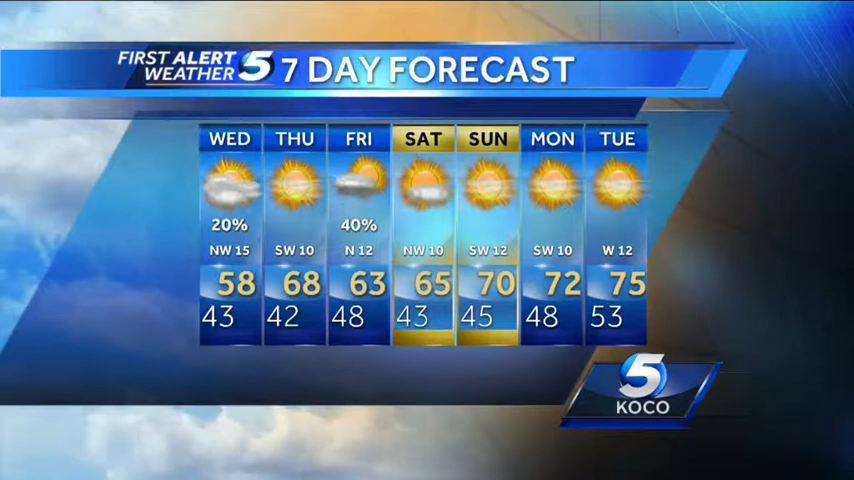 FIRST ALERT WEATHER 5 7 DAY FORECAST
WED THU FRI SAT SUN MON TUE
20% 40%
NW 15 SW 10 N 12 NW 10 SW 12 SW 10 W 12
58 68 63 65 70 72 75
43 42 48 43 45 48 53
5
KOCO